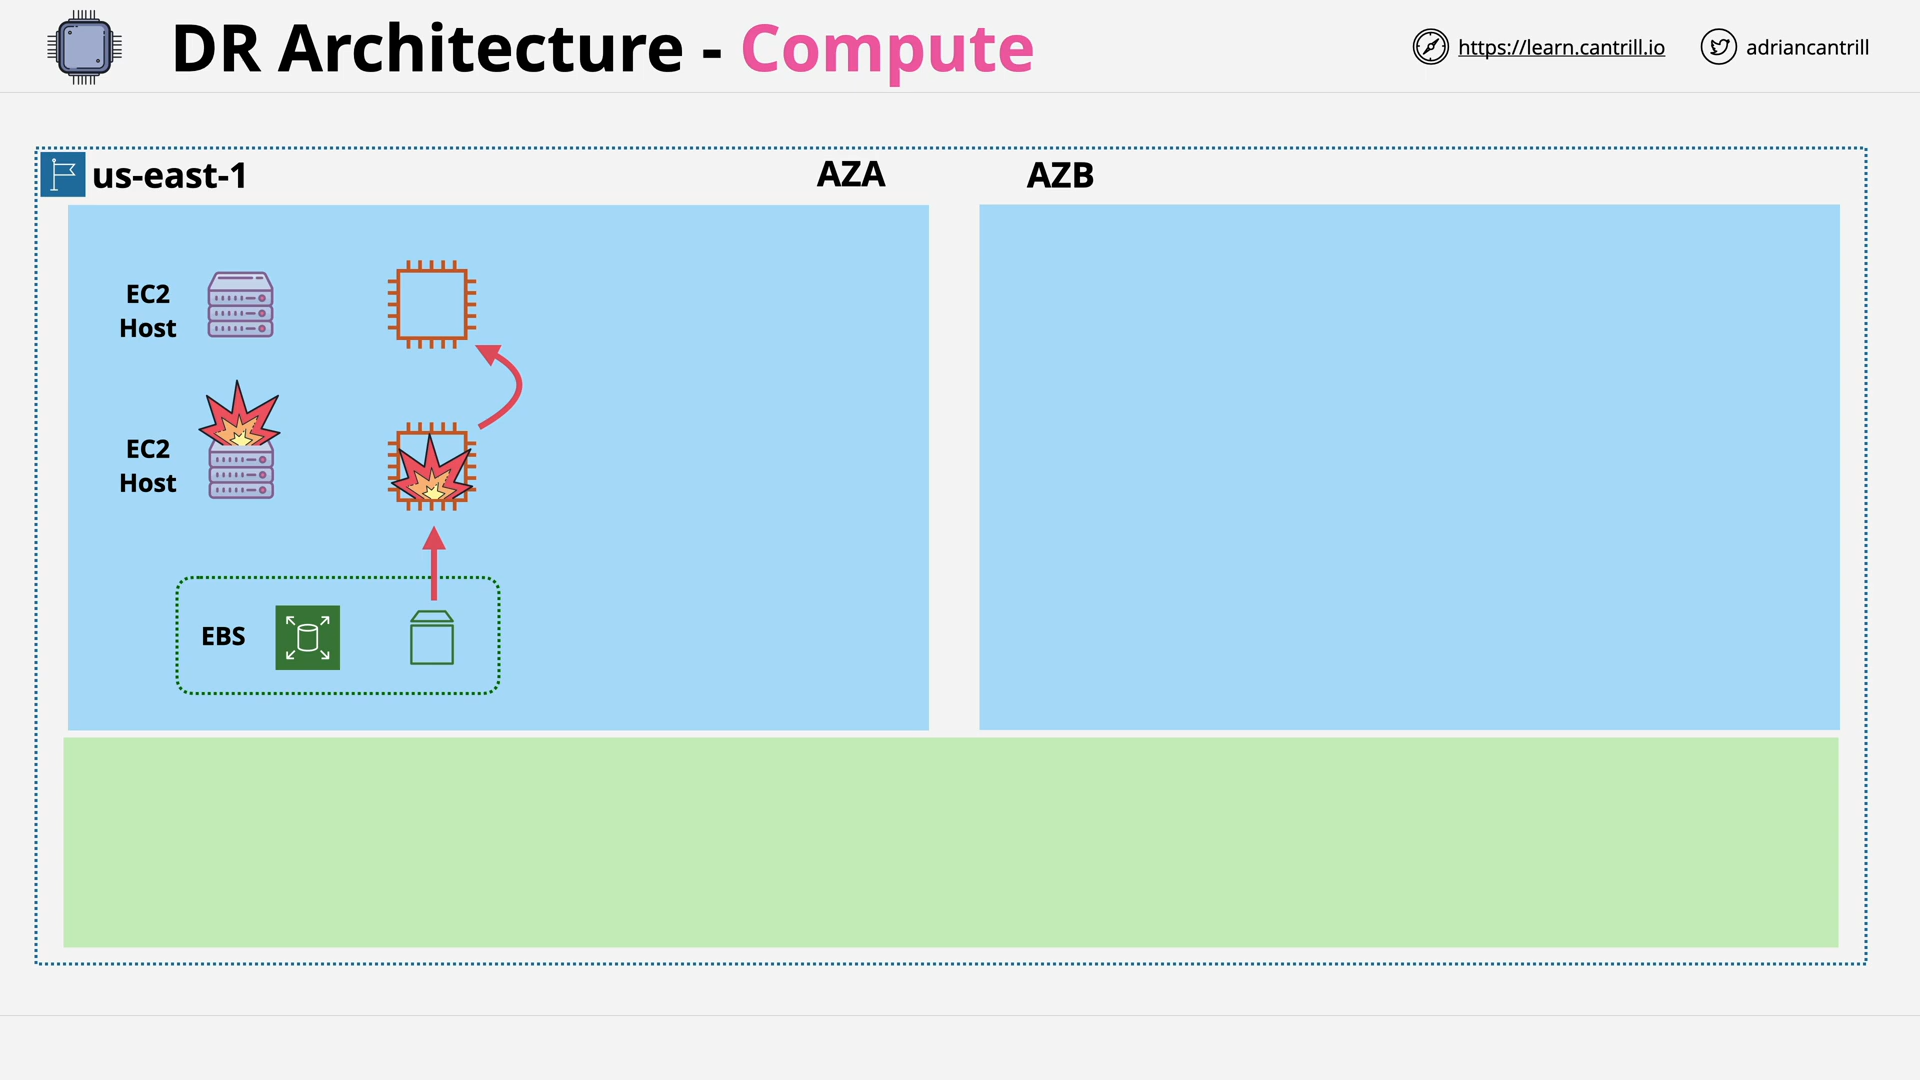 DR Architecture - Compute
https://learn.cantrill.io
adriancantrill
us-east-1
AZA
AZB
EC2
Host
EC2
Host
EBS